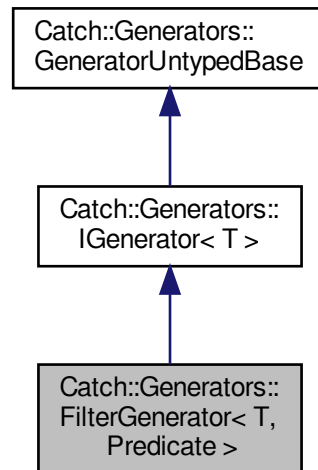 Catch::Generators::
GeneratorUntypedBase
Catch::Generators::
IGenerator< T >
Catch::Generators::
FilterGenerator< T,
Predicate >